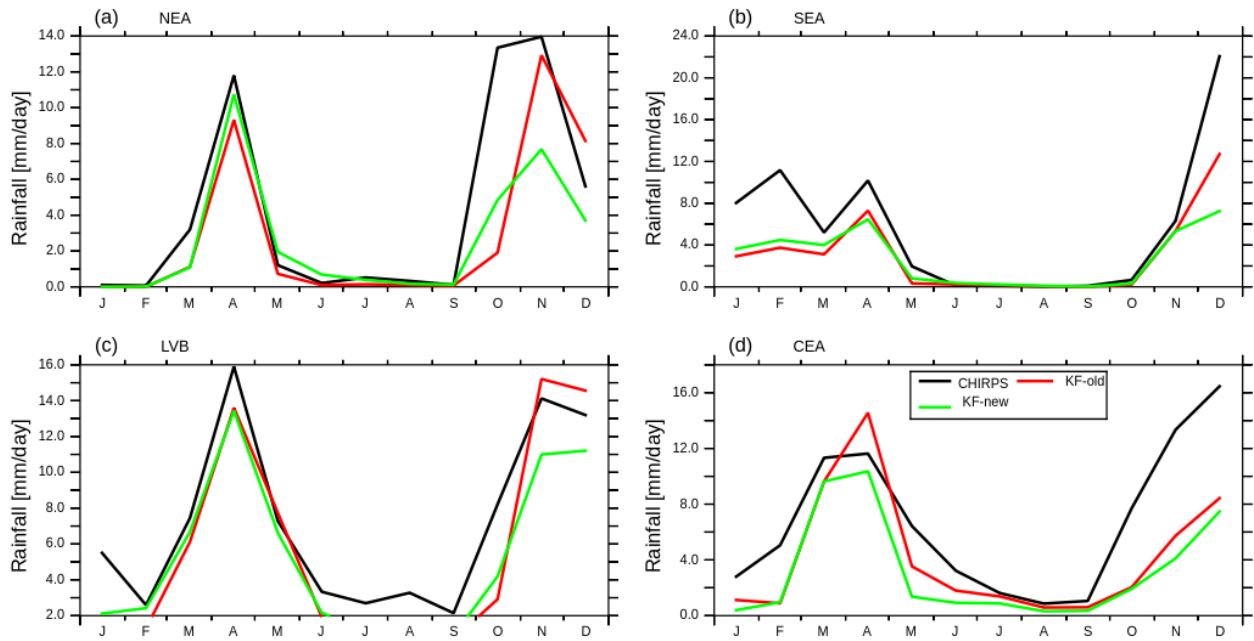 (a) NEA
14.0
12.0
10.0
8.0
6.0
4.0
2.0
0.0
Rainfall [mm/day]
J F M A M J J A S O N D
(b) SEA
24.0
20.0
16.0
12.0
8.0
4.0
0.0
Rainfall [mm/day]
J F M A M J J A S O N D
(c) LVB
16.0
14.0
12.0
10.0
8.0
6.0
4.0
2.0
Rainfall [mm/day]
J F M A M J J A S O N D
(d) CEA
16.0
12.0
8.0
4.0
0.0
Rainfall [mm/day]
J F M A M J J A S O N D
CHIRPS KF-old
KF-new